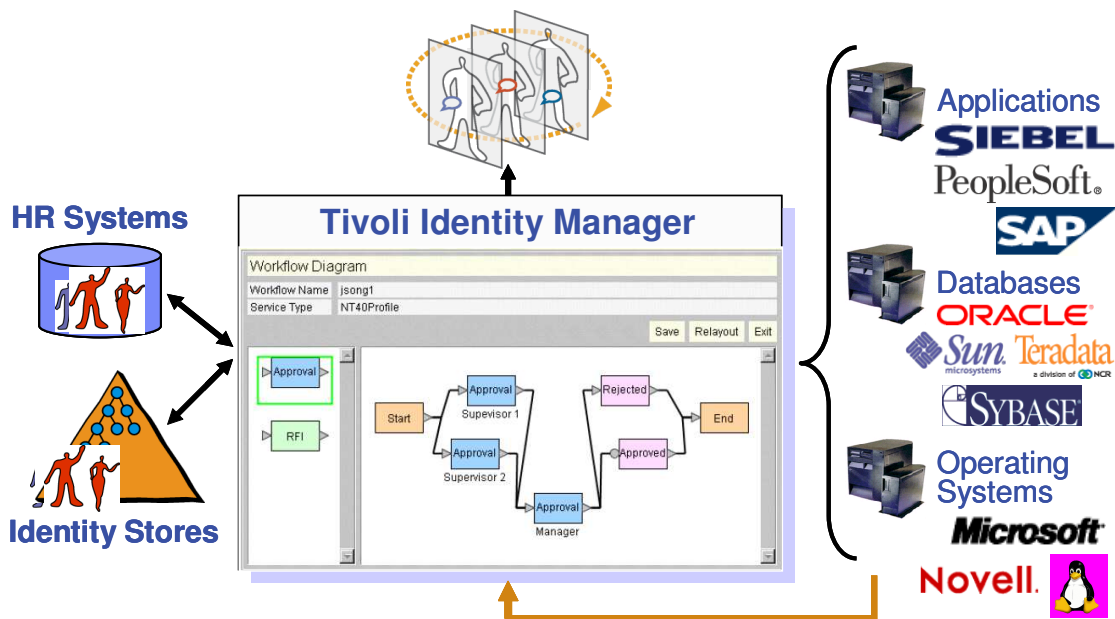 HR Systems
Identity Stores
Tivoli Identity Manager
Workflow Diagram
Workflow Name jsong1
Service Type NT40Profile
Save Relayout Exit
Approval
RFI
Start
Approval
Supervisor 1
Approval
Supervisor 2
Approval
Manager
Rejected
Approved
End
Applications
SIEBEL
PeopleSoft®
SAP
Databases
ORACLE®
Sun Teradata
microsystems a division of NCR
SYBASE®
Operating
Systems
Microsoft
Novell.